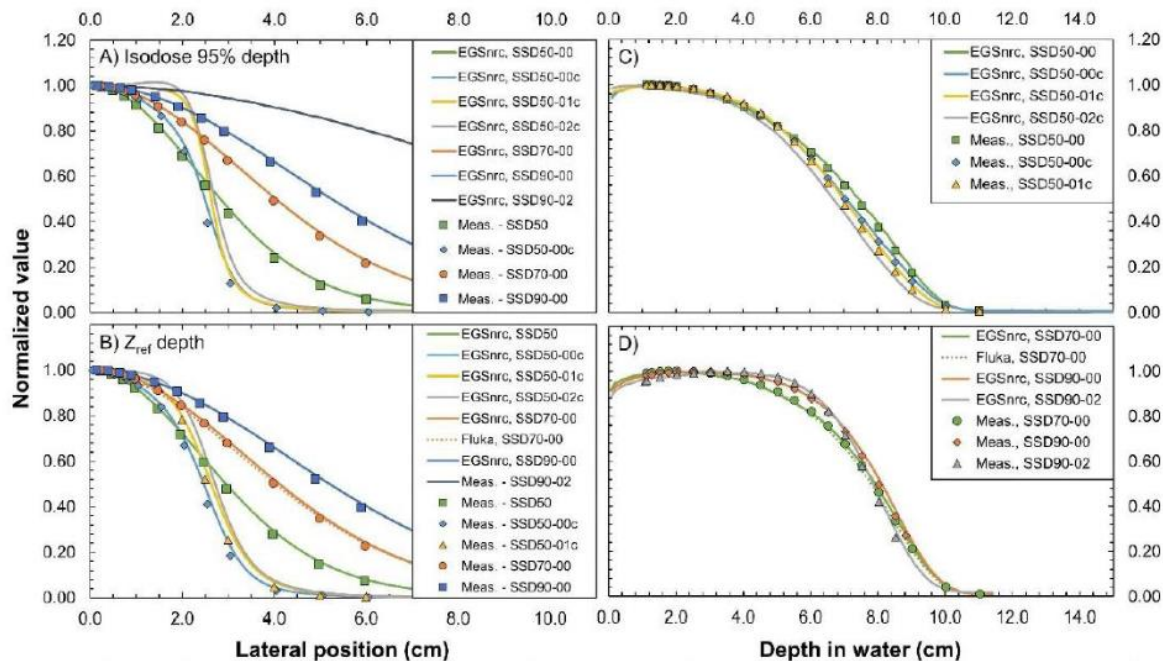 0.0 2.0 4.0 6.0 8.0 10.0
0.0 2.0 4.0 6.0 8.0 10.0 12.0 14.0
Normalized value
1.20
1.00
0.80
0.60
0.40
0.20
0.00
A) Isodose 95% depth
EGSnrc, SSD50-00
EGSnrc, SSD50-00c
EGSnrc, SSD50-01c
EGSnrc, SSD50-02c
EGSnrc, SSD70-00
EGSnrc, SSD90-00
EGSnrc, SSD90-02
Meas. - SSD50
Meas. - SSD50-00c
Meas. - SSD70-00
Meas. - SSD90-00
C)
EGSnrc, SSD50-00
EGSnrc, SSD50-00c
EGSnrc, SSD50-01c
EGSnrc, SSD50-02c
Meas., SSD50-00
Meas., SSD50-00c
Meas., SSD50-01c
1.20
1.00
0.80
0.60
0.40
0.20
0.00
1.00
0.80
0.60
0.40
0.20
0.00
B) Zref depth
EGSnrc, SSD50
EGSnrc, SSD50-00c
EGSnrc, SSD50-01c
EGSnrc, SSD50-02c
EGSnrc, SSD70-00
Fluka, SSD70-00
EGSnrc, SSD90-00
Meas. - SSD90-02
Meas. - SSD50
Meas. - SSD50-00c
Meas. - SSD50-01c
Meas. - SSD70-00
Meas. - SSD90-00
D)
EGSnrc, SSD70-00
Fluka, SSD70-00
EGSnrc, SSD90-00
EGSnrc, SSD90-02
Meas., SSD70-00
Meas., SSD90-00
Meas., SSD90-02
1.00
0.80
0.60
0.40
0.20
0.00
0.0 2.0 4.0 6.0 8.0 10.0
Lateral position (cm)
0.0 2.0 4.0 6.0 8.0 10.0 12.0 14.0
Depth in water (cm)